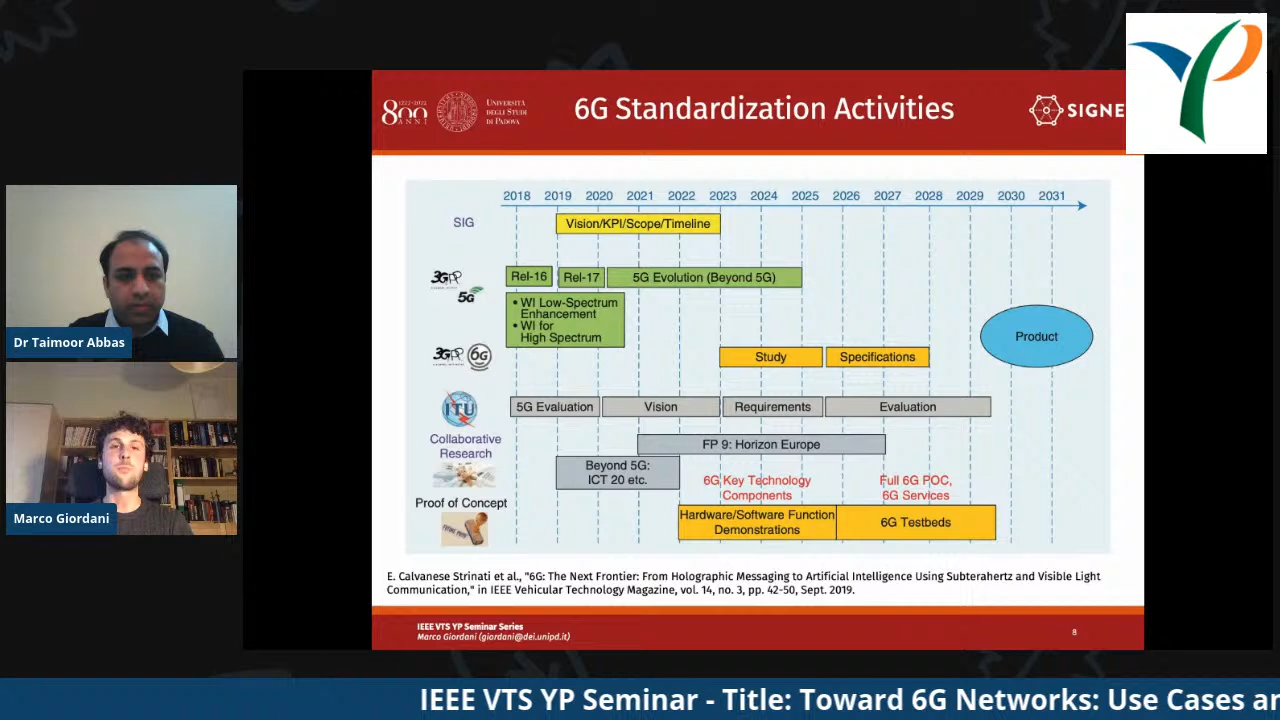 800
1222-2022
ANNI
UNIVERSITÀ
DEGLI STUDI
DI PADOVA
6G Standardization Activities
SIGNE
2018 2019 2020 2021 2022 2023 2024 2025 2026 2027 2028 2029 2030 2031
SIG
Vision/KPI/Scope/Timeline
3GPP
5G
Rel-16
Rel-17
5G Evolution (Beyond 5G)
• WI Low-Spectrum
Enhancement
• WI for
High Spectrum
Product
3GPP
6G
Study
Specifications
ITU
5G Evaluation
Vision
Requirements
Evaluation
Collaborative
Research
FP 9: Horizon Europe
Beyond 5G:
ICT 20 etc.
6G Key Technology
Components
Full 6G POC,
6G Services
Proof of Concept
Hardware/Software Function
Demonstrations
6G Testbeds
E. Calvanese Strinati et al., "6G: The Next Frontier: From Holographic Messaging to Artificial Intelligence Using Subterahertz and Visible Light
Communication," in IEEE Vehicular Technology Magazine, vol. 14, no. 3, pp. 42-50, Sept. 2019.
IEEE VTS YP Seminar Series
Marco Giordani (giordani@dei.unipd.it)
8
Dr Taimoor Abbas
Marco Giordani
IEEE VTS YP Seminar - Title: Toward 6G Networks: Use Cases an